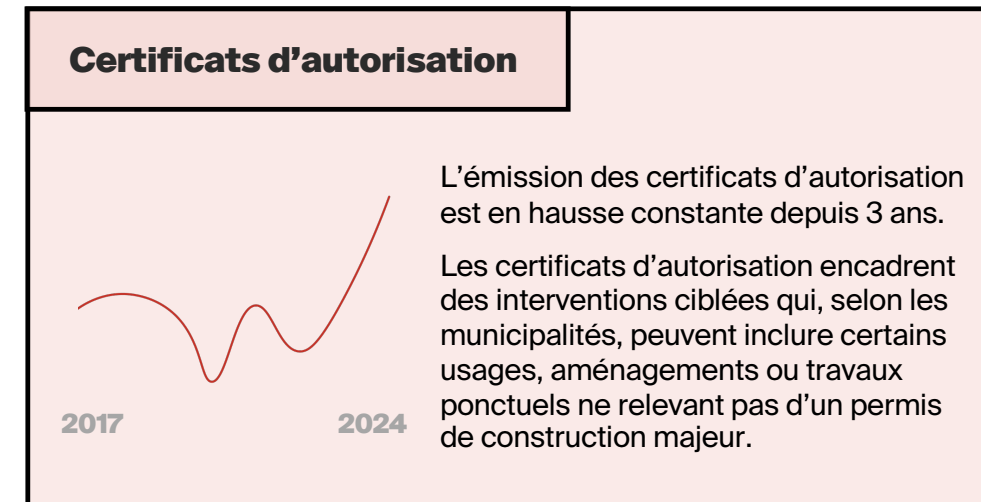 Certificats d’autorisation
L’émission des certificats d’autorisation
est en hausse constante depuis 3 ans.
Les certificats d’autorisation encadrent
des interventions ciblées qui, selon les
municipalités, peuvent inclure certains
usages, aménagements ou travaux
ponctuels ne relevant pas d’un permis
de construction majeur.
2017
2024